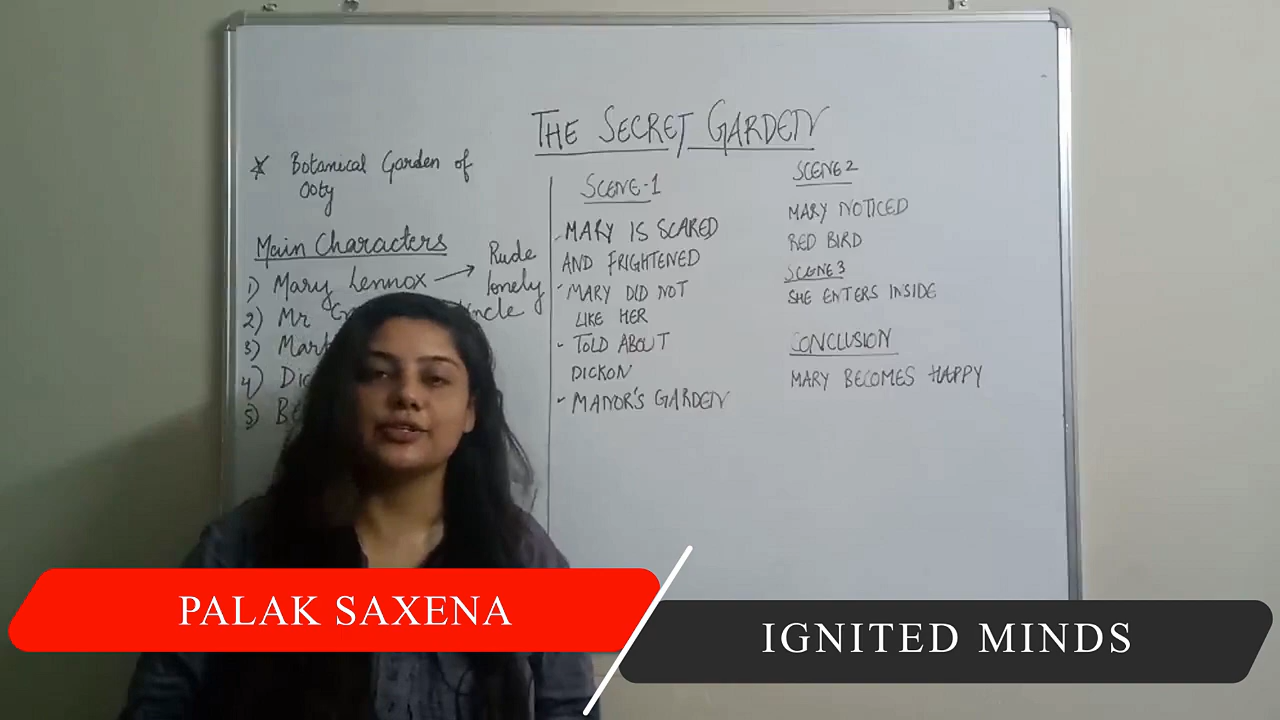 THE SECRET GARDEN
* Botanical Garden of
Ooty
Main Characters
1) Mary Lennox → Rude
lonely
2) Mr
3)
4)
5)
SCENE-1
- MARY IS SCARED
AND FRIGHTENED
- MARY DID NOT
LIKE HER
- TOLD ABOUT
DICKON
- MANOR'S GARDEN
SCENE 2
MARY NOTICED
RED BIRD
SCENE 3
SHE ENTERS INSIDE
CONCLUSION
MARY BECOMES HAPPY
PALAK SAXENA
IGNITED MINDS